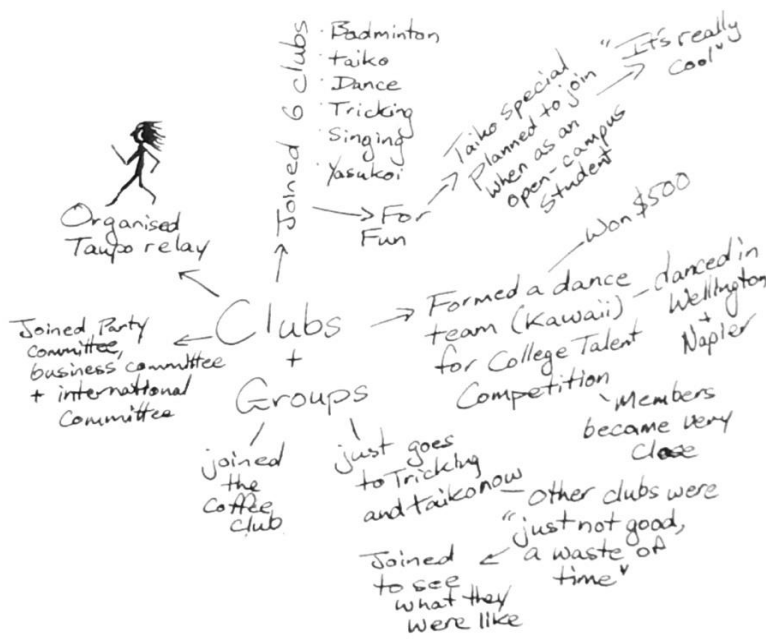 Joined 6 clubs
· Badminton
· taiko
· Dance
· Tricking
· Singing
· Yasukoi
For
Fun
Taiko special
Planned to join
when as an
open-campus
student
"It's really
cool"
Organised
Taupo relay
Clubs
+
Groups
Joined Party
committee,
business committee
+ international
Committee
Formed a dance
team (Kawaii)
for College Talent
Competition
Won $500
danced in
Wellington
+
Napier
Members
became very
close
joined
the
Coffee
club
just goes
to Tricking
and taiko now
Other clubs were
"just not good,
a waste of
time"
Joined
to see
what they
were like